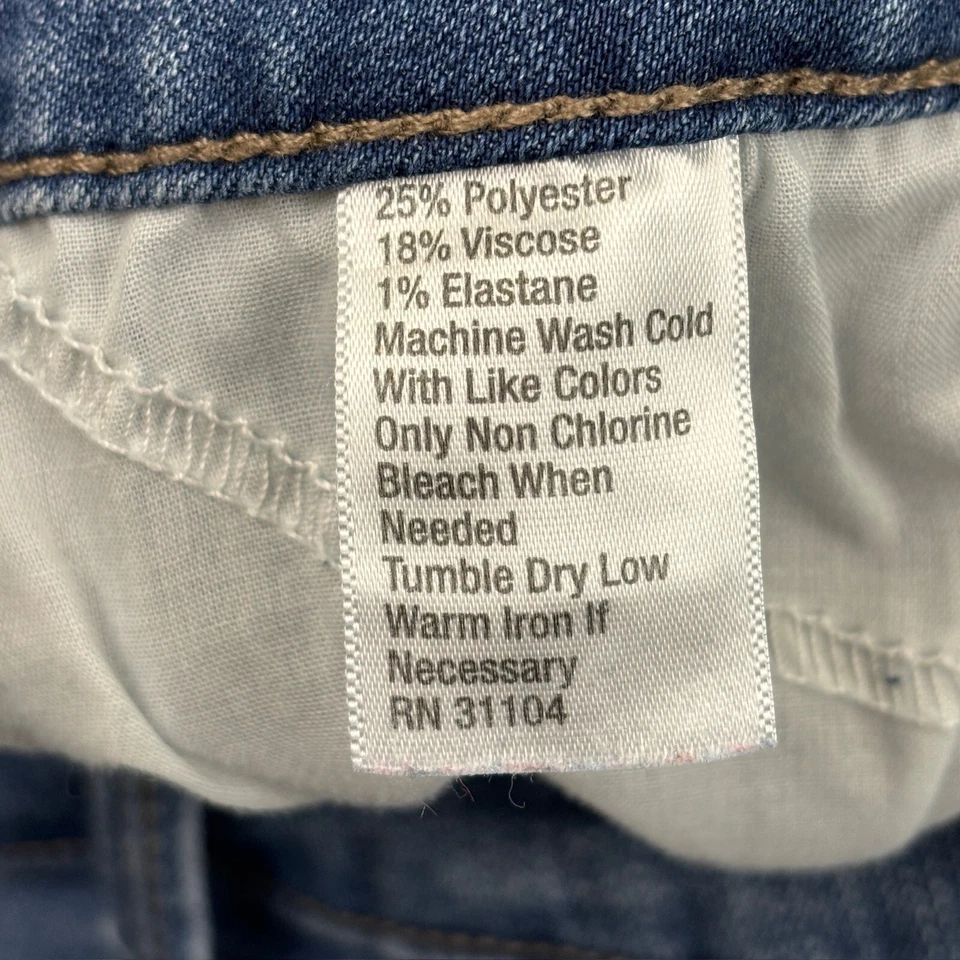 25% Polyester
18% Viscose
1% Elastane
Machine Wash Cold
With Like Colors
Only Non Chlorine
Bleach When
Needed
Tumble Dry Low
Warm Iron If
Necessary
RN 31104